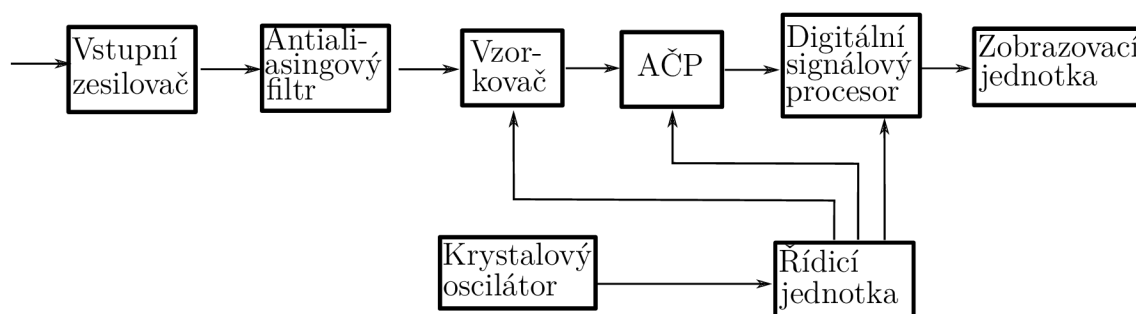 Vstupní
zesilovač
Antiali-
asingový
filtr
Vzor-
kovač
AČP
Digitální
signálový
procesor
Zobrazovací
jednotka
Krystalový
oscilátor
Řídicí
jednotka